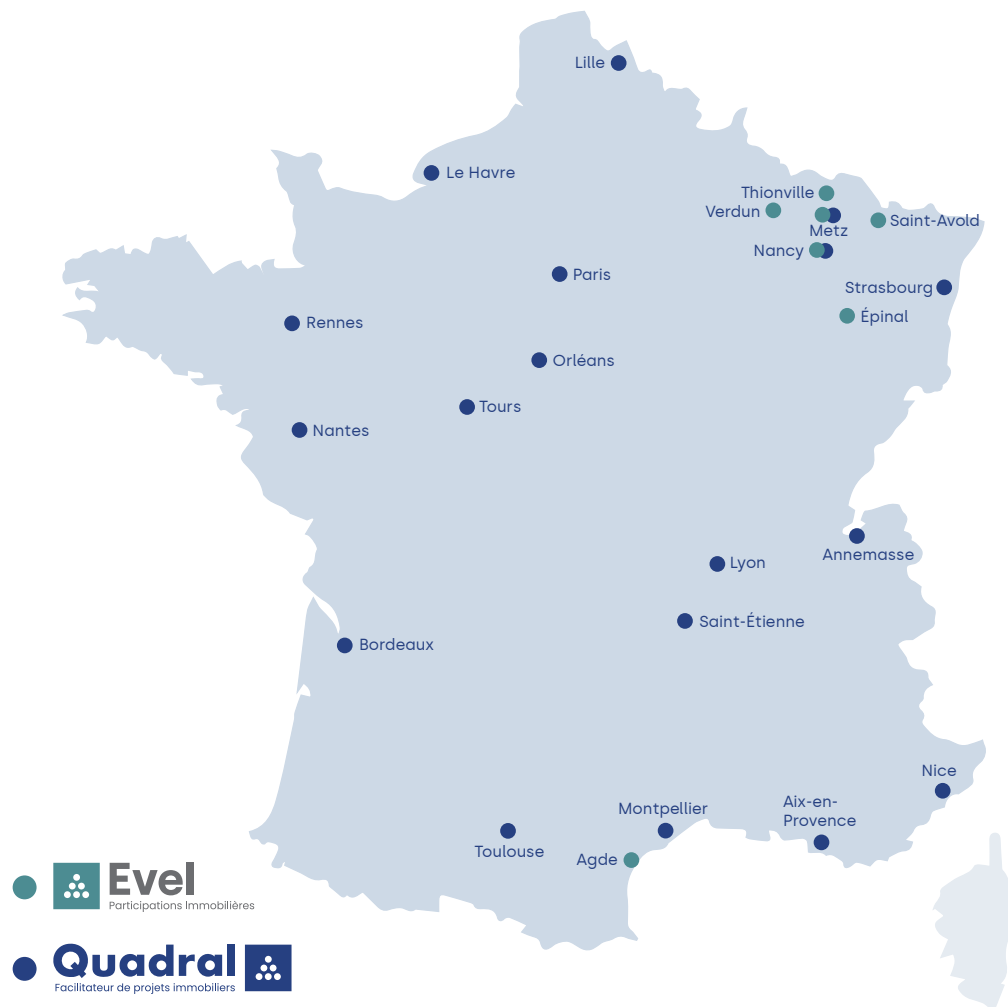 Lille
Le Havre
Thionville
Verdun
Saint-Avold
Metz
Nancy
Paris
Strasbourg
Épinal
Rennes
Orléans
Tours
Nantes
Annemasse
Lyon
Saint-Étienne
Bordeaux
Nice
Montpellier
Aix-en-
Provence
Toulouse
Agde
Evel
Participations Immobilières
Quadral
Facilitateur de projets immobiliers